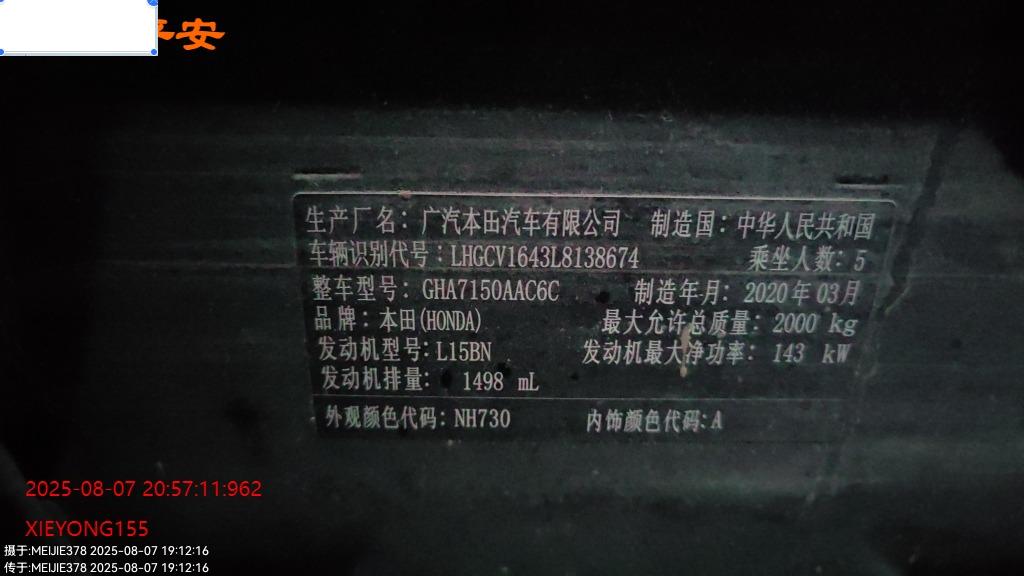 平安
生产厂名：广汽本田汽车有限公司 制造国：中华人民共和国
车辆识别代号：LHGCV1643L8138674 乘坐人数：5
整车型号：GHA7150AAC6C 制造年月：2020年03月
品牌：本田(HONDA) 最大允许总质量：2000 kg
发动机型号：L15BN 发动机最大净功率：143 kW
发动机排量：1498 mL
外观颜色代码：NH730 内饰颜色代码：A
2025-08-07 20:57:11:962
XIEYONG155
摄于:MEIJIE378 2025-08-07 19:12:16
传于:MEIJIE378 2025-08-07 19:12:16